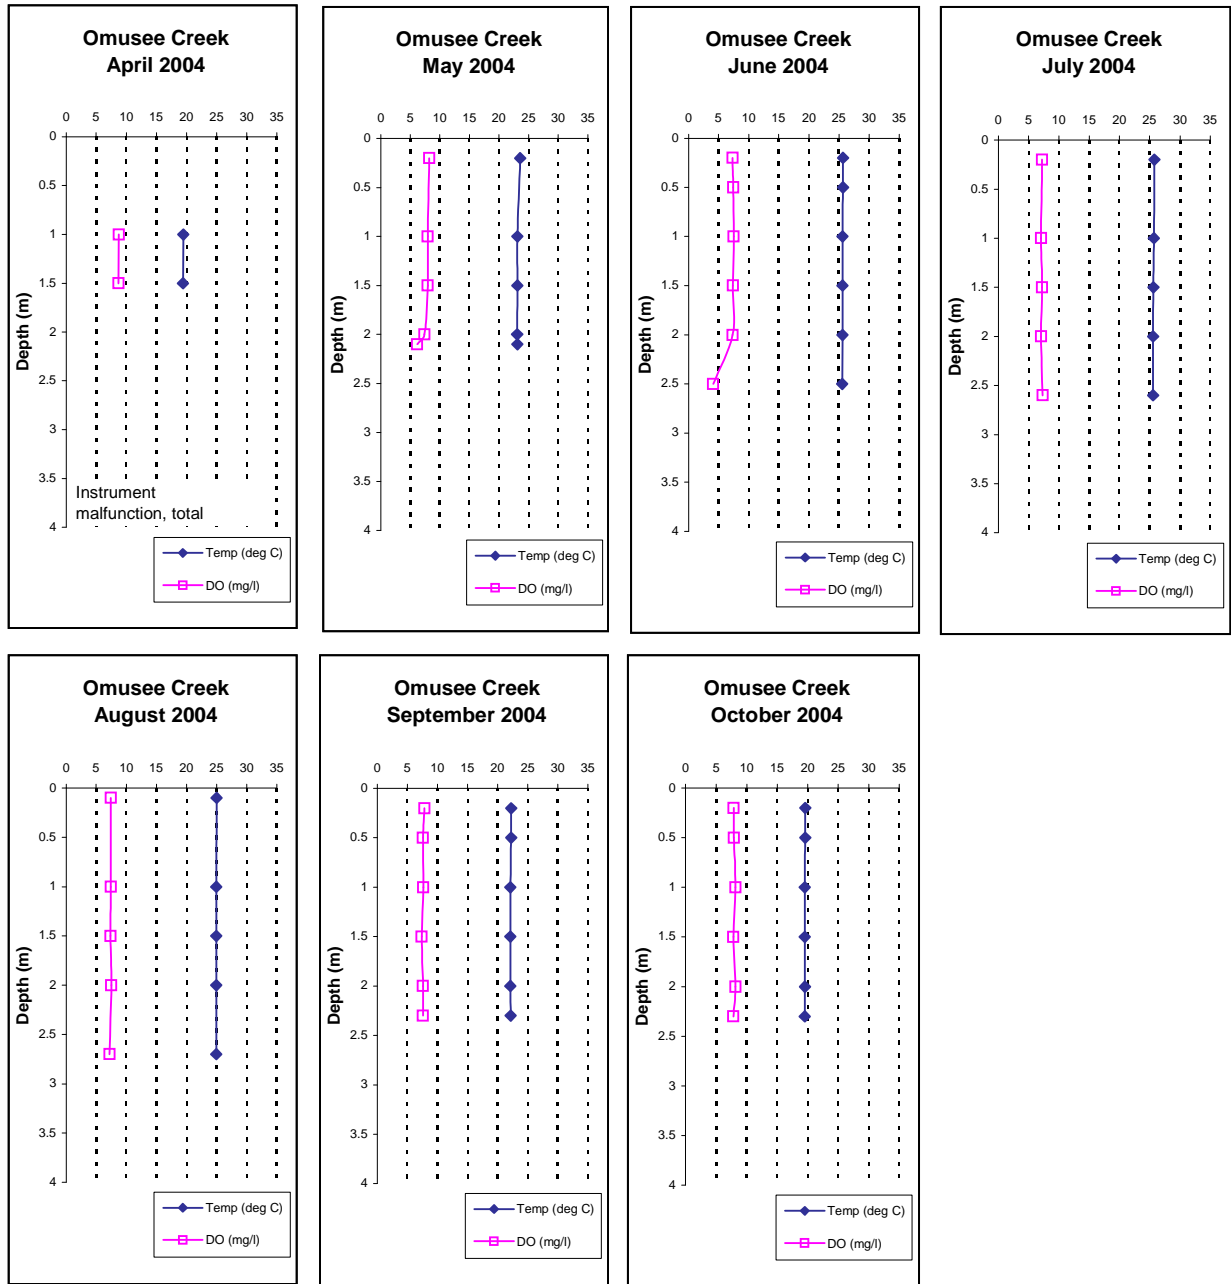 Omusee Creek
April 2004
0 5 10 15 20 25 30 35
0
0.5
1
1.5
2
2.5
3
3.5
4
Depth (m)
Instrument
malfunction, total
Temp (deg C)
DO (mg/l)
Omusee Creek
May 2004
0 5 10 15 20 25 30 35
0
0.5
1
1.5
2
2.5
3
3.5
4
Depth (m)
Temp (deg C)
DO (mg/l)
Omusee Creek
June 2004
0 5 10 15 20 25 30 35
0
0.5
1
1.5
2
2.5
3
3.5
4
Depth (m)
Temp (deg C)
DO (mg/l)
Omusee Creek
July 2004
0 5 10 15 20 25 30 35
0
0.5
1
1.5
2
2.5
3
3.5
4
Depth (m)
Temp (deg C)
DO (mg/l)
Omusee Creek
August 2004
0 5 10 15 20 25 30 35
0
0.5
1
1.5
2
2.5
3
3.5
4
Depth (m)
Temp (deg C)
DO (mg/l)
Omusee Creek
September 2004
0 5 10 15 20 25 30 35
0
0.5
1
1.5
2
2.5
3
3.5
4
Depth (m)
Temp (deg C)
DO (mg/l)
Omusee Creek
October 2004
0 5 10 15 20 25 30 35
0
0.5
1
1.5
2
2.5
3
3.5
4
Depth (m)
Temp (deg C)
DO (mg/l)